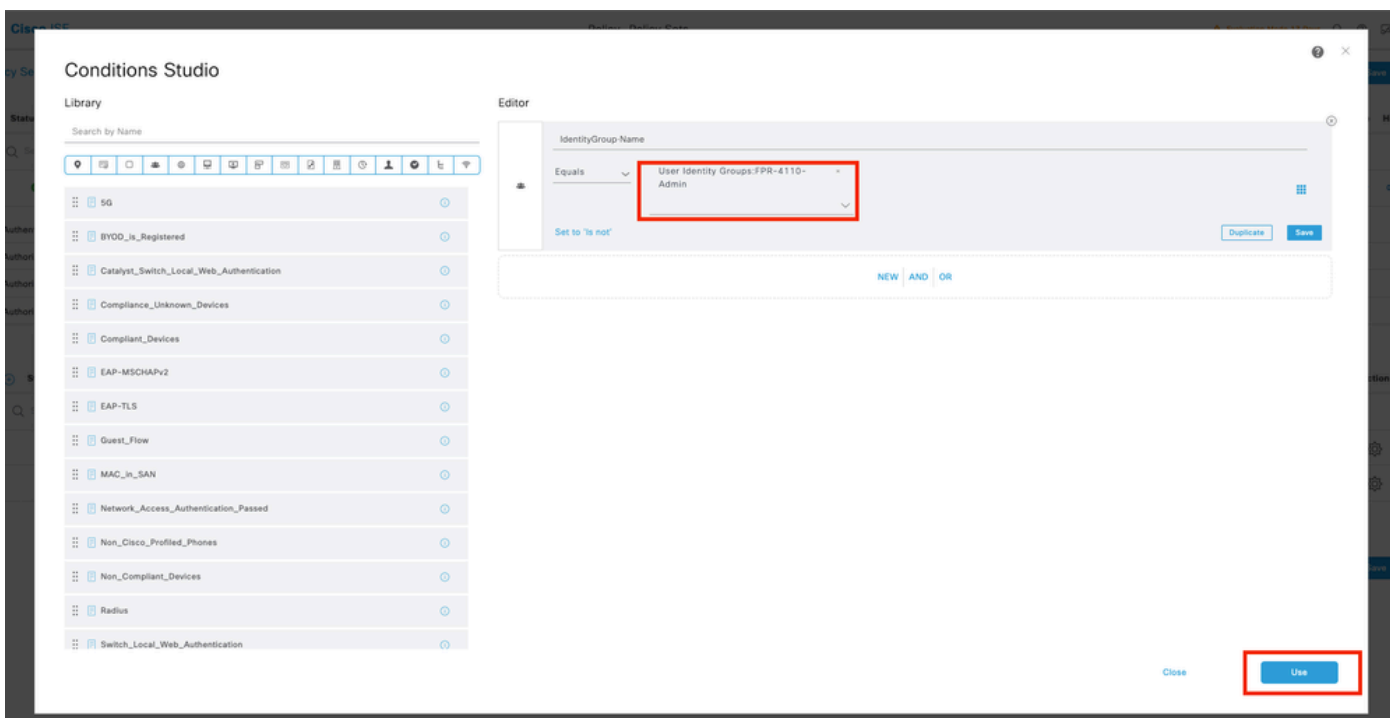 Conditions Studio
Library
Search by Name
5G
BYOD_is_Registered
Catalyst_Switch_Local_Web_Authentication
Compliance_Unknown_Devices
Compliant_Devices
EAP-MSCHAPv2
EAP-TLS
Guest_Flow
MAC_in_SAN
Network_Access_Authentication_Passed
Non_Cisco_Profiled_Phones
Non_Compliant_Devices
Radius
Switch_Local_Web_Authentication
Editor
IdentityGroup·Name
Equals
User Identity Groups:FPR-4110-
Admin
Set to 'Is not'
Duplicate
Save
NEW
AND
OR
Close
Use